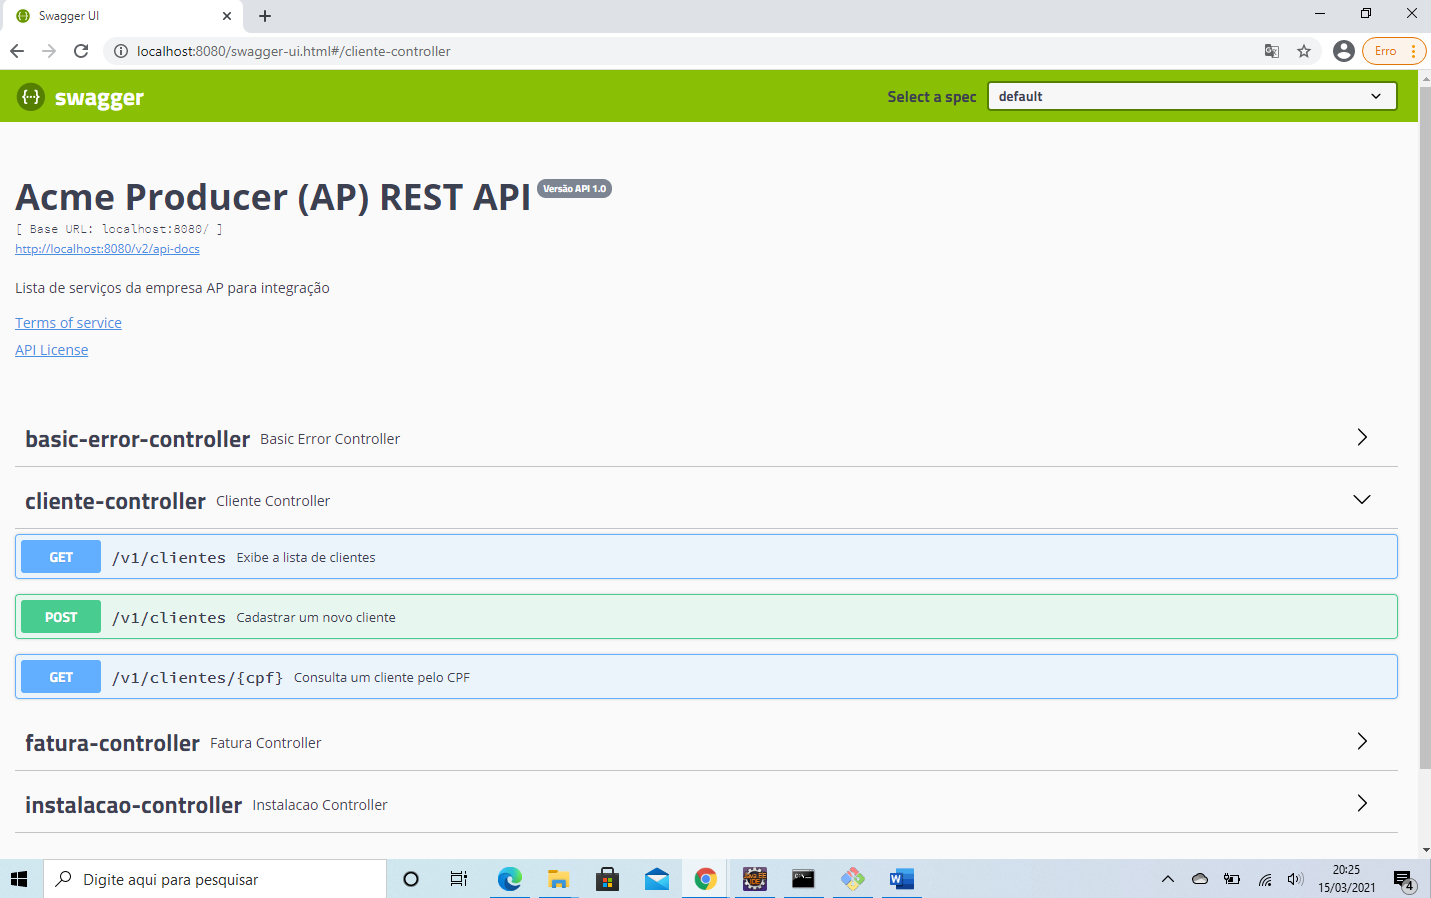 Swagger UI
localhost:8080/swagger-ui.html#/cliente-controller
Erro
swagger
Select a spec
default
Acme Producer (AP) REST API Versão API 1.0
[ Base URL: localhost:8080/ ]
http://localhost:8080/v2/api-docs
Lista de serviços da empresa AP para integração
Terms of service
API License
basic-error-controller Basic Error Controller
cliente-controller Cliente Controller
GET /v1/clientes Exibe a lista de clientes
POST /v1/clientes Cadastrar um novo cliente
GET /v1/clientes/{cpf} Consulta um cliente pelo CPF
fatura-controller Fatura Controller
instalacao-controller Instalacao Controller
Digite aqui para pesquisar
20:25
15/03/2021
4